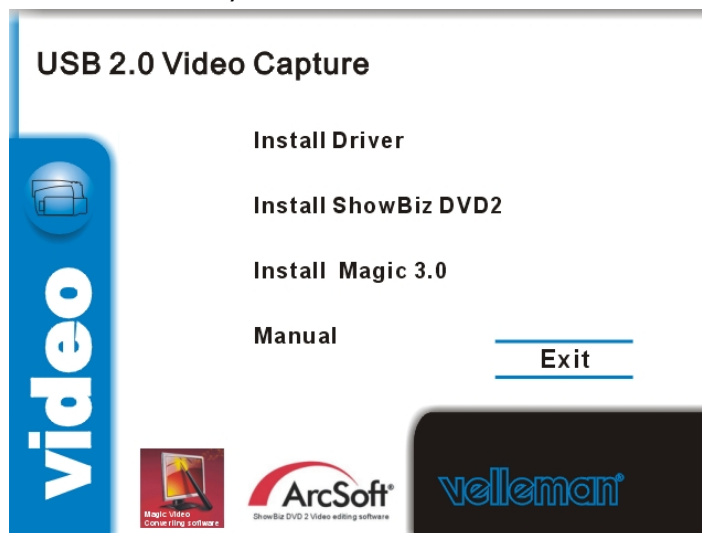 USB 2.0 Video Capture
Install Driver
Install ShowBiz DVD2
Install Magic 3.0
Manual
Exit
video
Magic Video
Converting software
ArcSoft®
ShowBiz DVD 2 Video editing software
velleman®